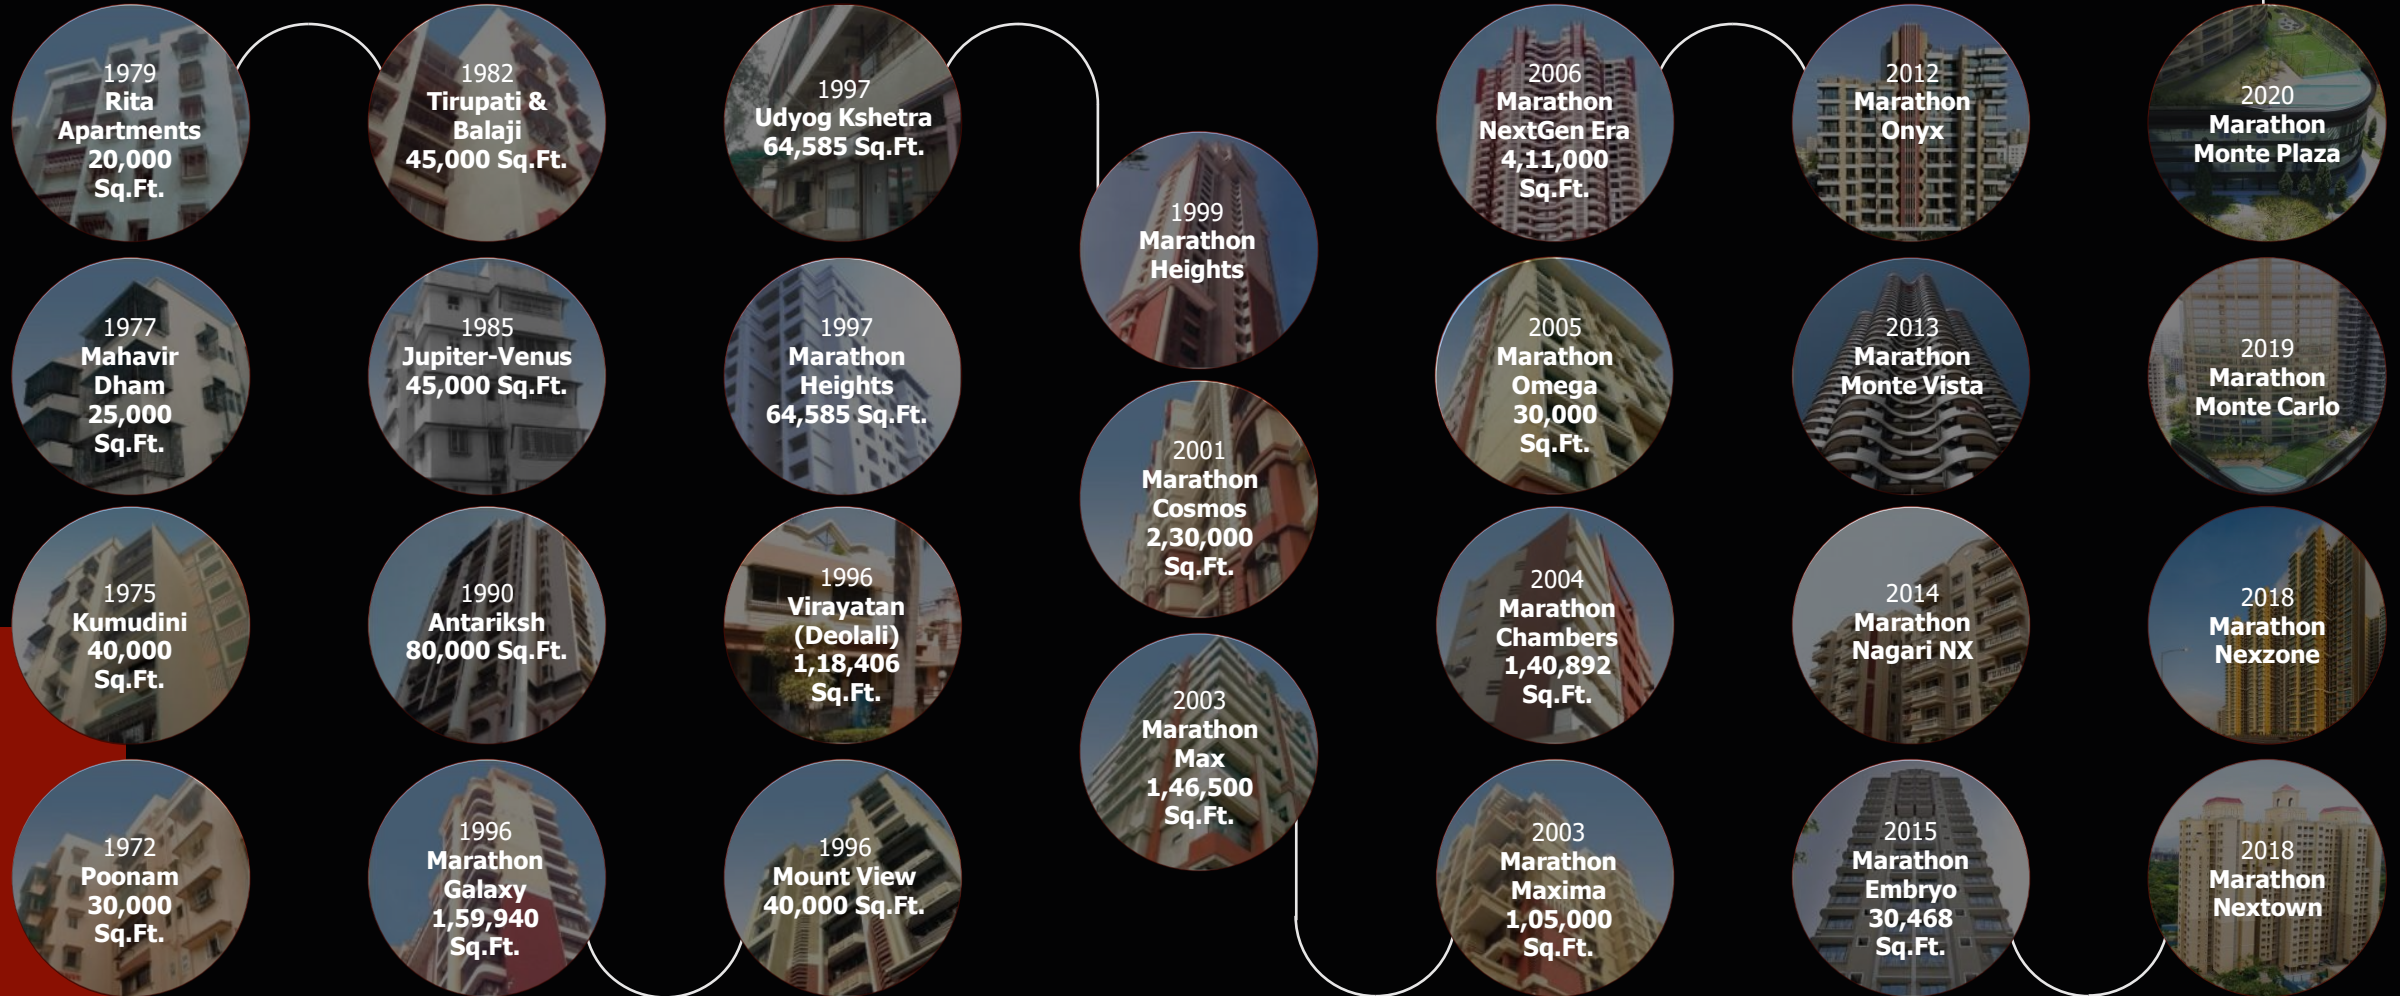 1979
Rita
Apartments
20,000
Sq.Ft.
1977
Mahavir
Dham
25,000
Sq.Ft.
1975
Kumudini
40,000
Sq.Ft.
1972
Poonam
30,000
Sq.Ft.
1982
Tirupati &
Balaji
45,000 Sq.Ft.
1985
Jupiter-Venus
45,000 Sq.Ft.
1990
Antariksh
80,000 Sq.Ft.
1996
Marathon
Galaxy
1,59,940
Sq.Ft.
1997
Udyog Kshetra
64,585 Sq.Ft.
1997
Marathon
Heights
64,585 Sq.Ft.
1996
Virayatan
(Deolali)
1,18,406
Sq.Ft.
1996
Mount View
40,000 Sq.Ft.
1999
Marathon
Heights
2001
Marathon
Cosmos
2,30,000
Sq.Ft.
2003
Marathon
Max
1,46,500
Sq.Ft.
2006
Marathon
NextGen Era
4,11,000
Sq.Ft.
2005
Marathon
Omega
30,000
Sq.Ft.
2004
Marathon
Chambers
1,40,892
Sq.Ft.
2003
Marathon
Maxima
1,05,000
Sq.Ft.
2012
Marathon
Onyx
2013
Marathon
Monte Vista
2014
Marathon
Nagari NX
2015
Marathon
Embryo
30,468
Sq.Ft.
2020
Marathon
Monte Plaza
2019
Marathon
Monte Carlo
2018
Marathon
Nexzone
2018
Marathon
Nextown